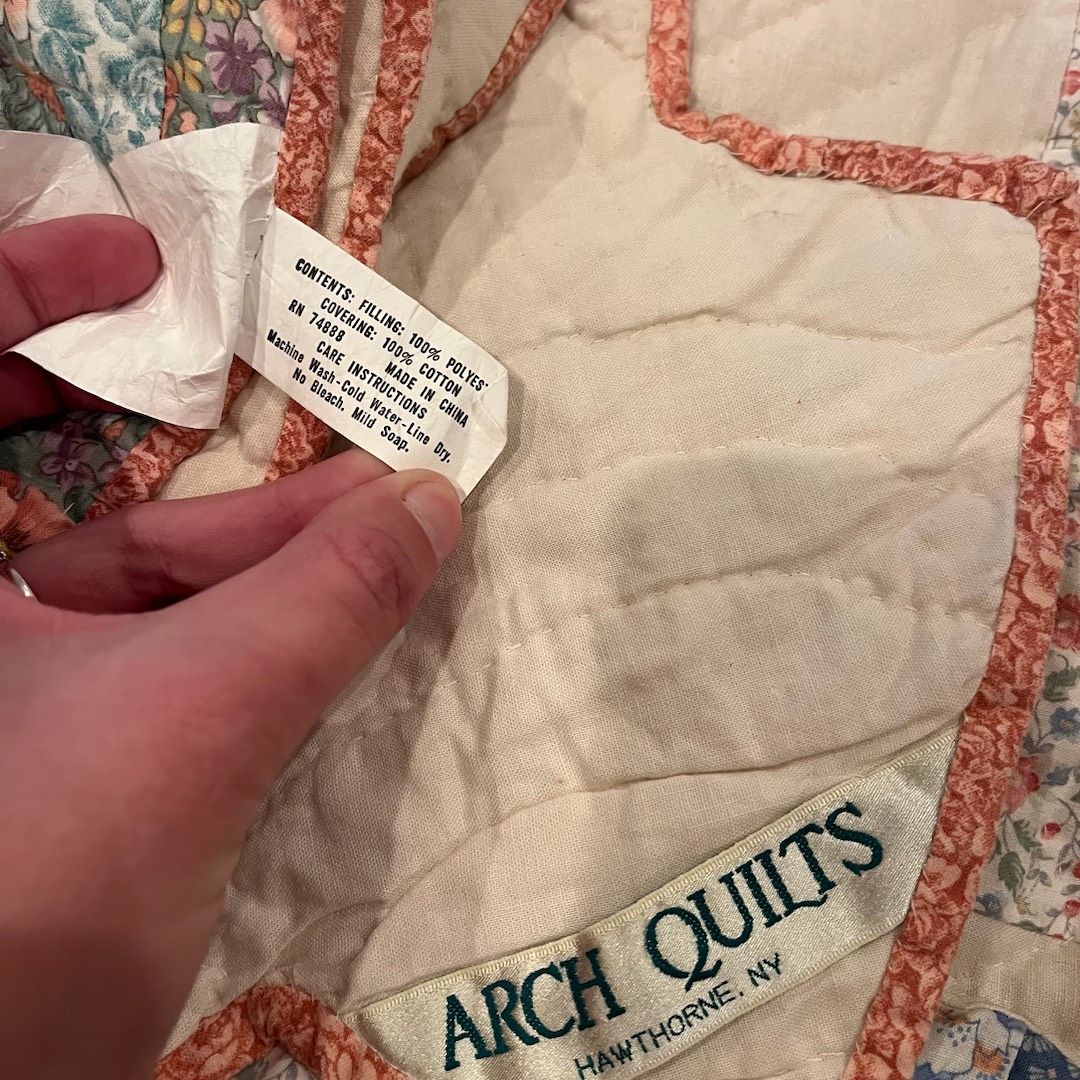 CONTENTS: FILLING: 100% POLYES
COVERING: 100% COTTON
RN 74888 MADE IN CHINA
CARE INSTRUCTIONS
Machine Wash-Cold Water-Line Dry.
No Bleach. Mild Soap.
ARCH QUILTS
HAWTHORNE, NY